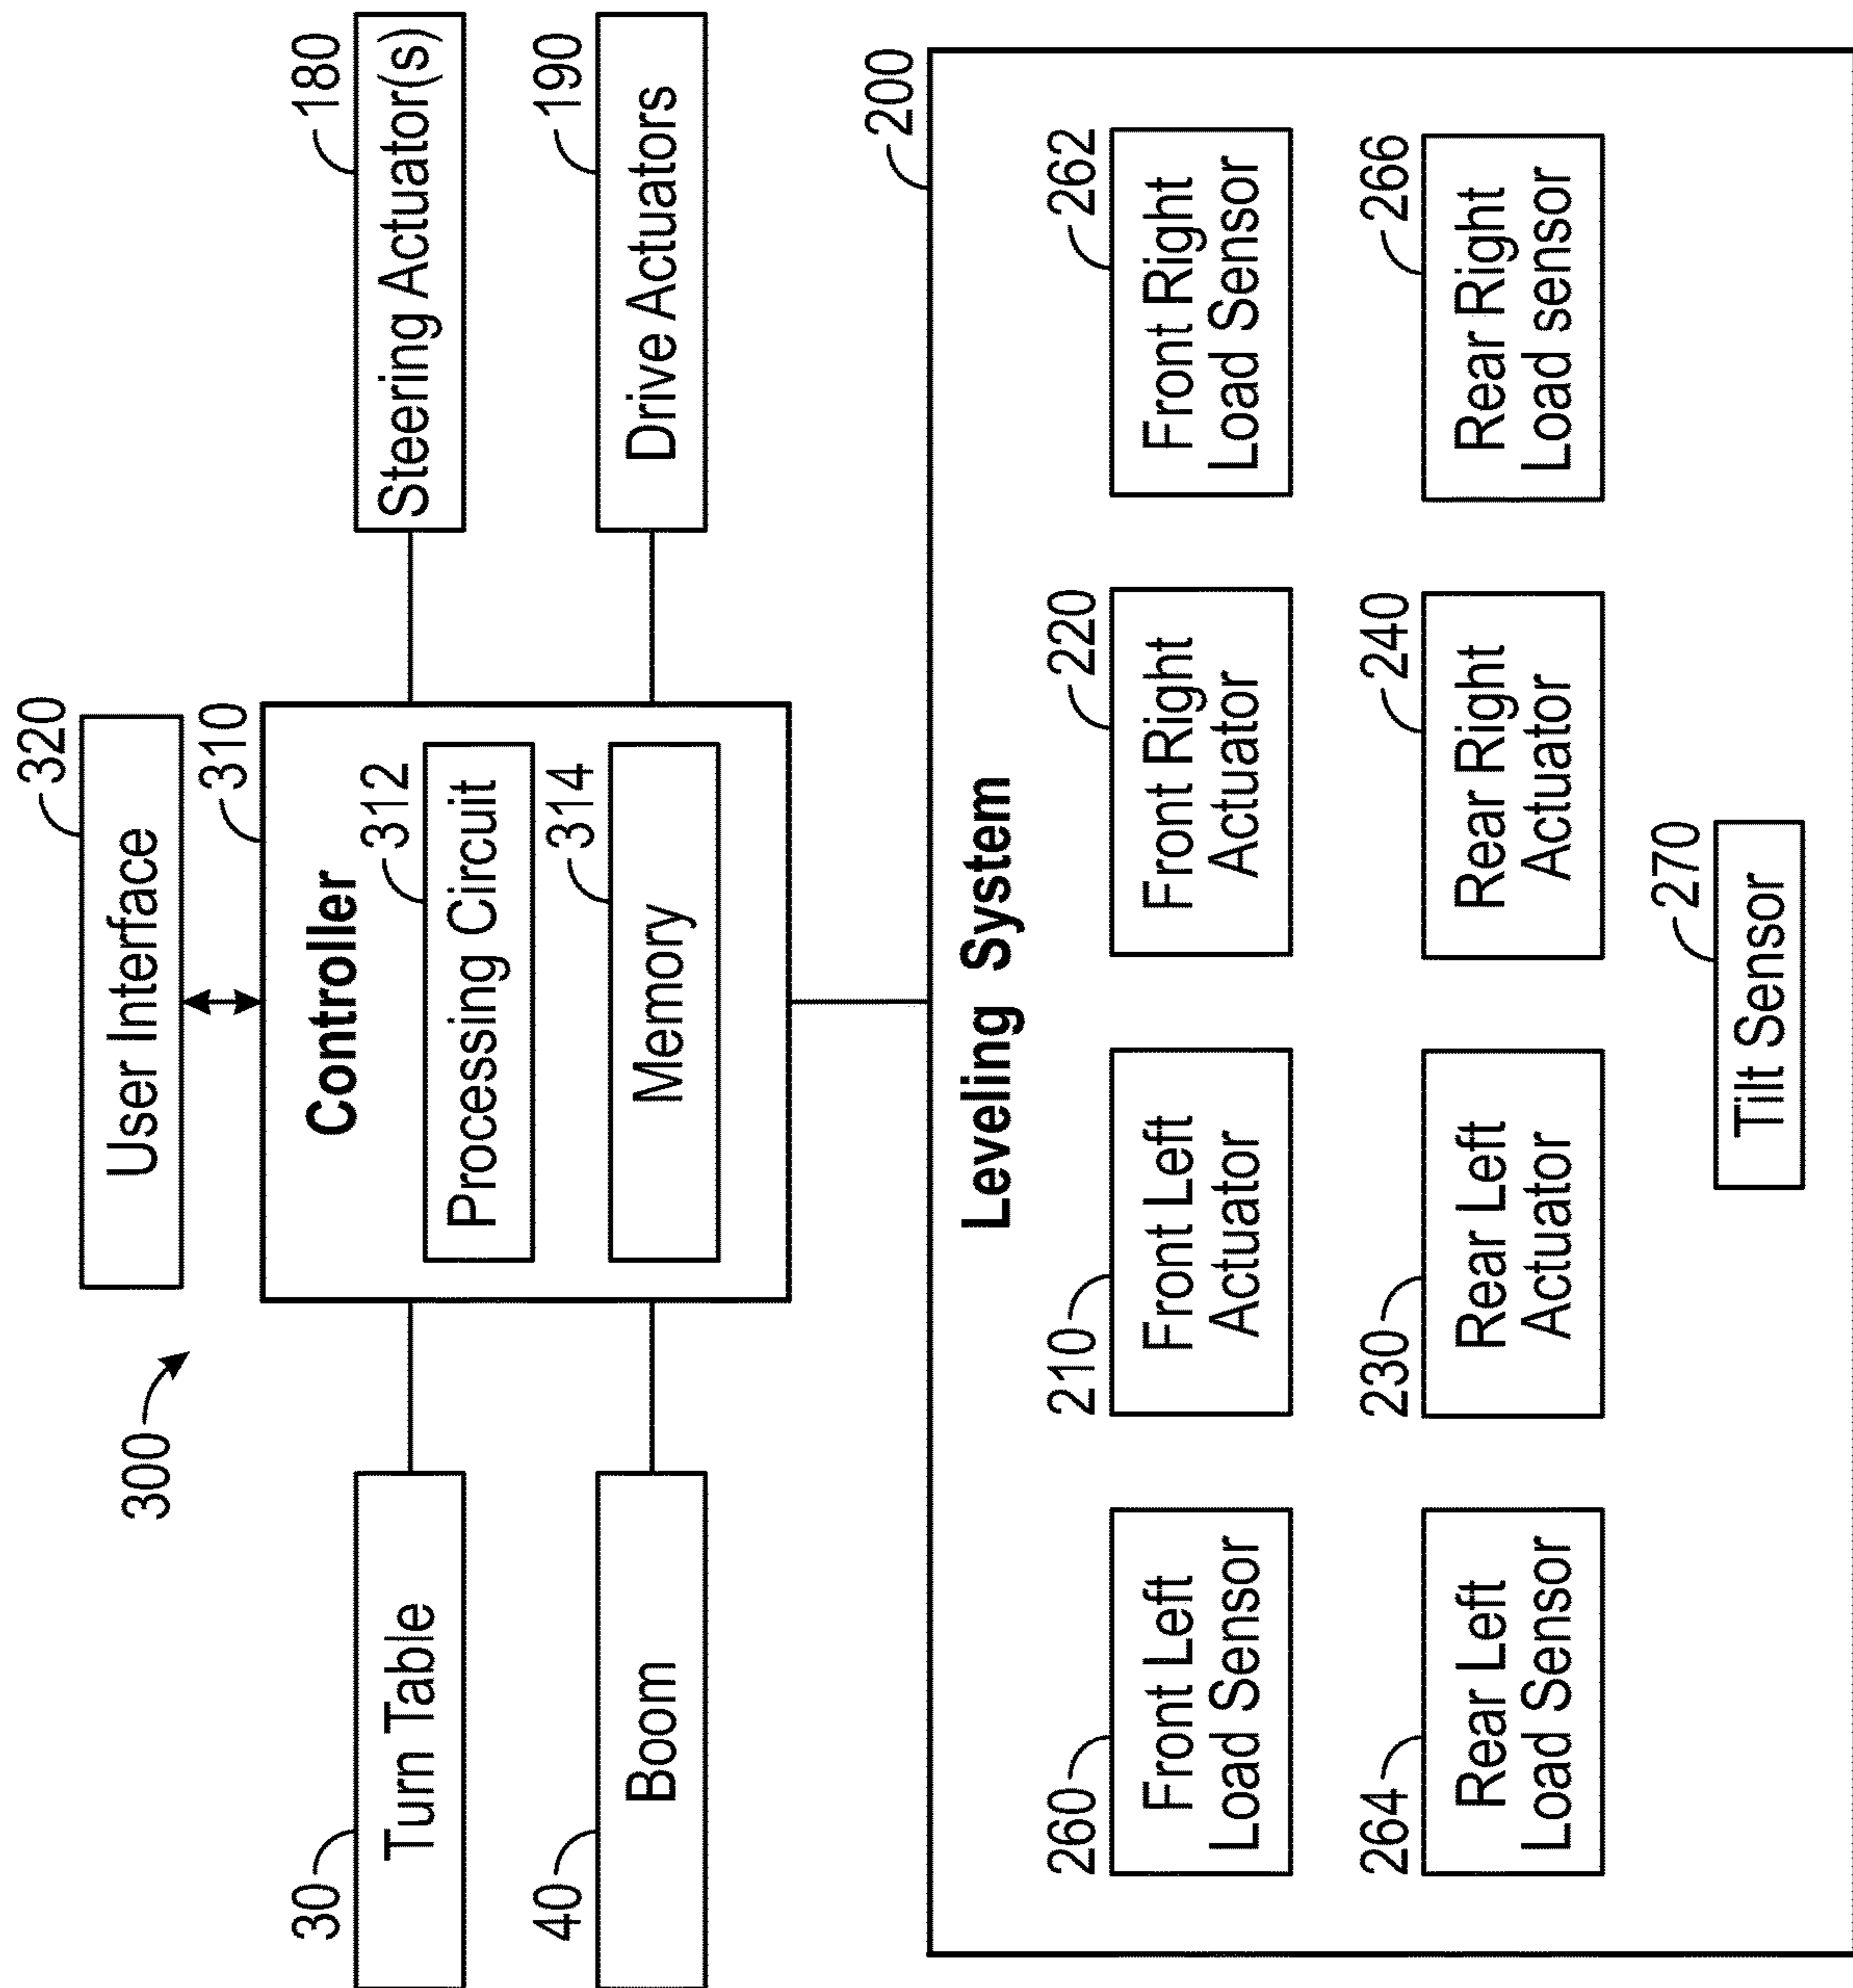 300
User Interface
320
Controller
310
Processing Circuit
312
Memory
314
30
Turn Table
40
Boom
Steering Actuator(s)
180
Drive Actuators
190
Leveling System
200
260
Front Left
Load Sensor
210
Front Left
Actuator
Front Right
Actuator
220
Front Right
Load Sensor
262
264
Rear Left
Load Sensor
230
Rear Left
Actuator
Rear Right
Actuator
240
Rear Right
Load sensor
266
Tilt Sensor
270